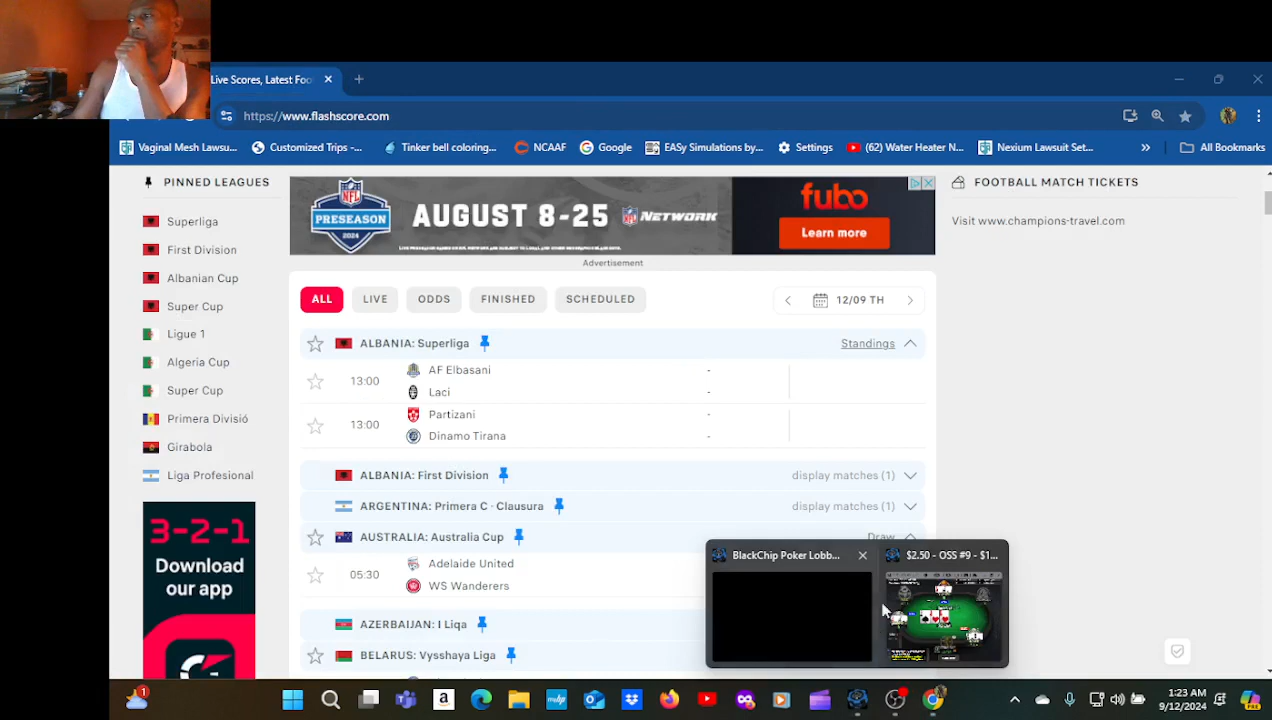 Live Scores, Latest Foo
https://www.flashscore.com
Vaginal Mesh Lawsu...
Customized Trips -...
Tinker bell coloring...
NCAAF
Google
EASy Simulations by...
Settings
(62) Water Heater N...
Nexium Lawsuit Set...
All Bookmarks
PINNED LEAGUES
Superliga
First Division
Albanian Cup
Super Cup
Ligue 1
Algeria Cup
Super Cup
Primera Divisió
Girabola
Liga Profesional
3-2-1
Download
our app
NFL
PRESEASON
2024
AUGUST 8-25
NFL NETWORK
fubo
Learn more
Advertisement
ALL
LIVE
ODDS
FINISHED
SCHEDULED
12/09 TH
ALBANIA: Superliga
Standings
13:00
AF Elbasani
-
Laci
-
13:00
Partizani
-
Dinamo Tirana
-
ALBANIA: First Division
display matches (1)
ARGENTINA: Primera C - Clausura
display matches (1)
AUSTRALIA: Australia Cup
Draw
05:30
Adelaide United
WS Wanderers
AZERBAIJAN: I Liqa
BELARUS: Vysshaya Liga
FOOTBALL MATCH TICKETS
Visit www.champions-travel.com
BlackChip Poker Lobb...
$2.50 - OSS #9 - $1...
1
1:23 AM
9/12/2024